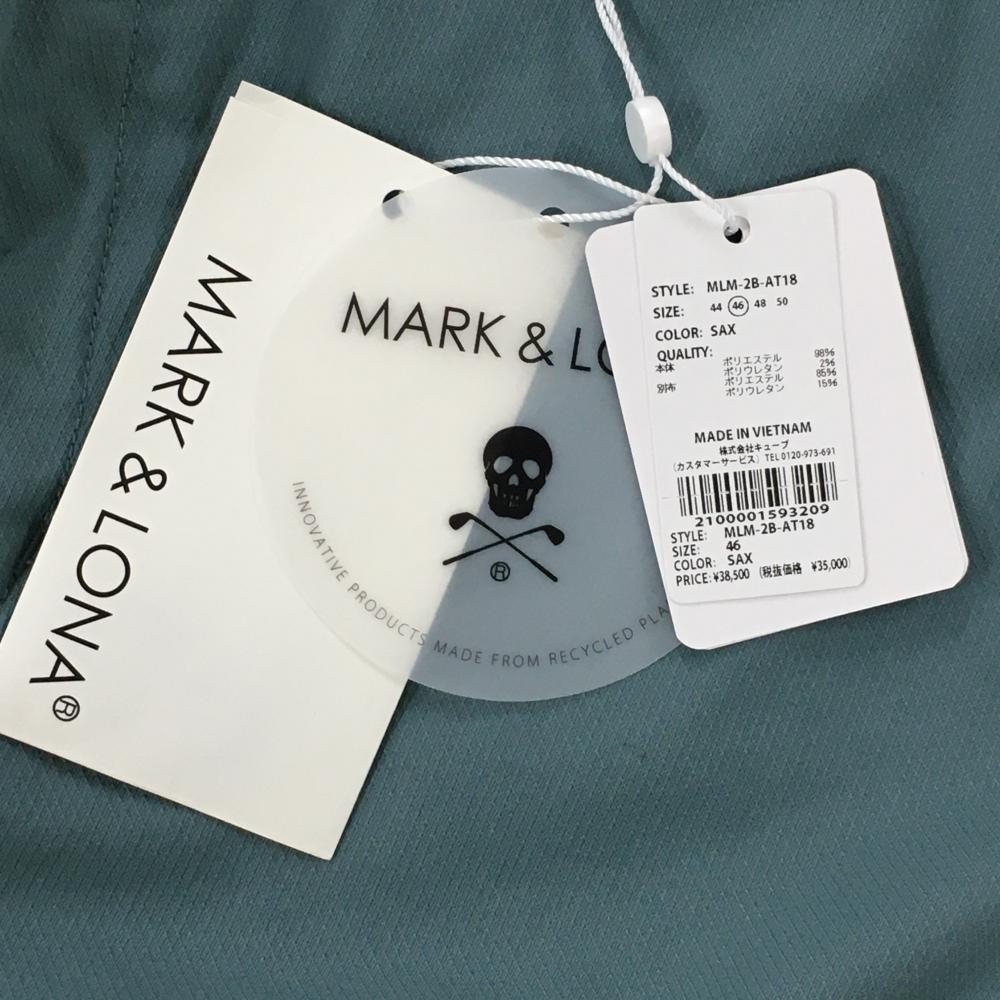 MARK & LONA®
MARK & LO
®
INNOVATIVE PRODUCTS MADE FROM RECYCLED PLA
STYLE: MLM-2B-AT18
SIZE: 44 46 48 50
COLOR: SAX
QUALITY:
本体 ポリエステル 98%
ポリウレタン 2%
別布 ポリエステル 85%
ポリウレタン 15%
MADE IN VIETNAM
株式会社キューブ
(カスタマーサービス) TEL 0120-973-691
2100001593209
STYLE: MLM-2B-AT18
SIZE: 46
COLOR: SAX
PRICE: ¥38,500 (税抜価格 ¥35,000)